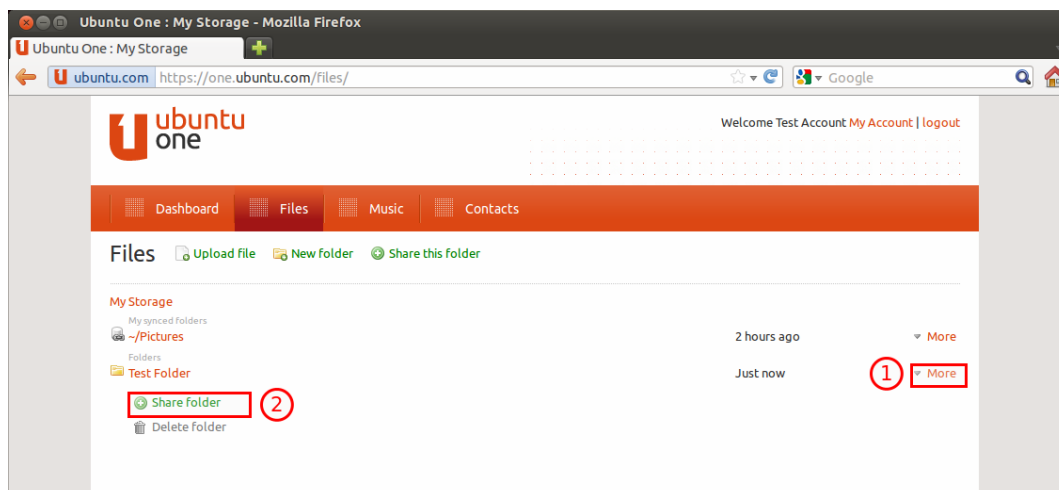 Ubuntu One : My Storage - Mozilla Firefox
Ubuntu One : My Storage
ubuntu.com https://one.ubuntu.com/files/ Google
ubuntu
one
Welcome Test Account My Account | logout
Dashboard Files Music Contacts
Files Upload file New folder Share this folder
My Storage
My synced folders
~/Pictures 2 hours ago More
Folders
Test Folder Just now 1 More
Share folder 2
Delete folder